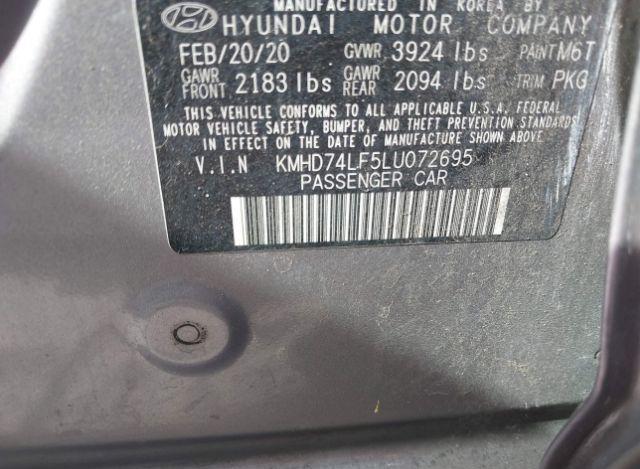 MANUFACTURED IN KOREA BY
HYUNDAI MOTOR COMPANY
FEB/20/20 GVWR 3924 lbs PAINT M6T
GAWR FRONT 2183 lbs GAWR REAR 2094 lbs TRIM PKG
THIS VEHICLE CONFORMS TO ALL APPLICABLE U.S.A. FEDERAL
MOTOR VEHICLE SAFETY, BUMPER, AND THEFT PREVENTION STANDARDS
IN EFFECT ON THE DATE OF MANUFACTURE SHOWN ABOVE.
V.I.N KMHD74LF5LU072695
PASSENGER CAR